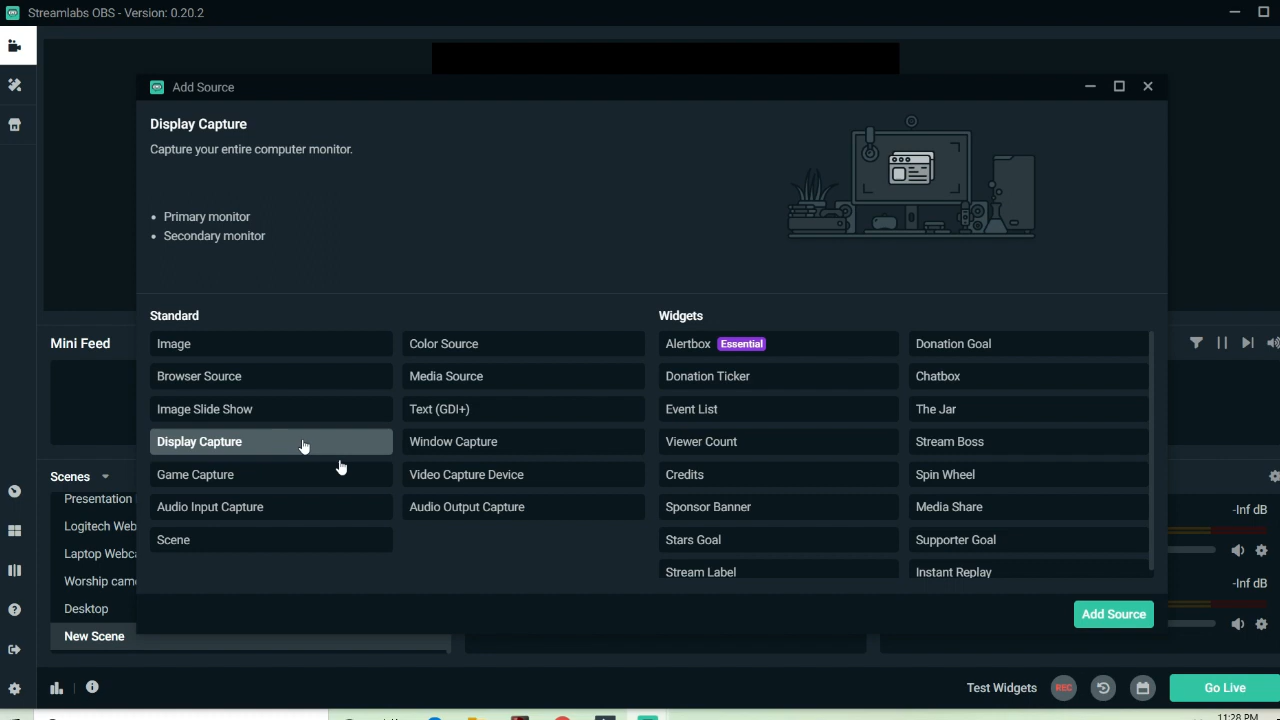 Streamlabs OBS - Version: 0.20.2
Add Source
Display Capture
Capture your entire computer monitor.
• Primary monitor
• Secondary monitor
Standard
Widgets
Image
Color Source
Alertbox Essential
Donation Goal
Browser Source
Media Source
Donation Ticker
Chatbox
Image Slide Show
Text (GDI+)
Event List
The Jar
Display Capture
Window Capture
Viewer Count
Stream Boss
Game Capture
Video Capture Device
Credits
Spin Wheel
Audio Input Capture
Audio Output Capture
Sponsor Banner
Media Share
Scene
Stars Goal
Supporter Goal
Stream Label
Instant Replay
Add Source
Mini Feed
Scenes
Presentation
Logitech Web
Laptop Webc
Worship cam
Desktop
New Scene
-Inf dB
-Inf dB
Test Widgets
REC
Go Live
11:28 PM